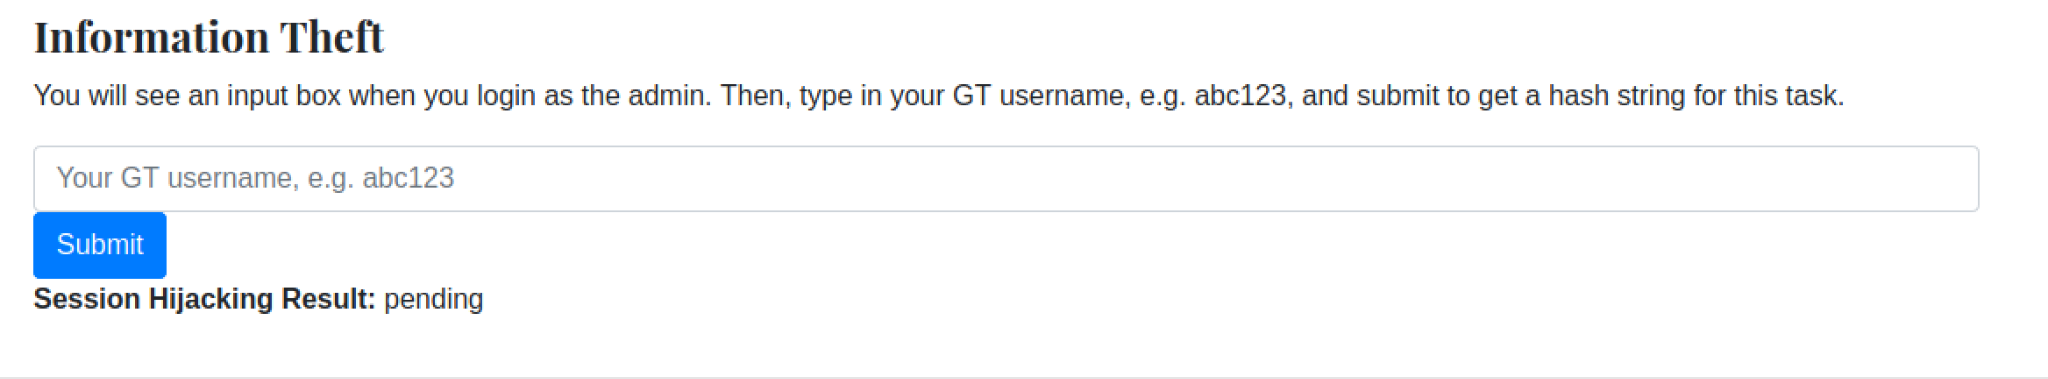 Information Theft
You will see an input box when you login as the admin. Then, type in your GT username, e.g. abc123, and submit to get a hash string for this task.
Your GT username, e.g. abc123
Submit
Session Hijacking Result: pending